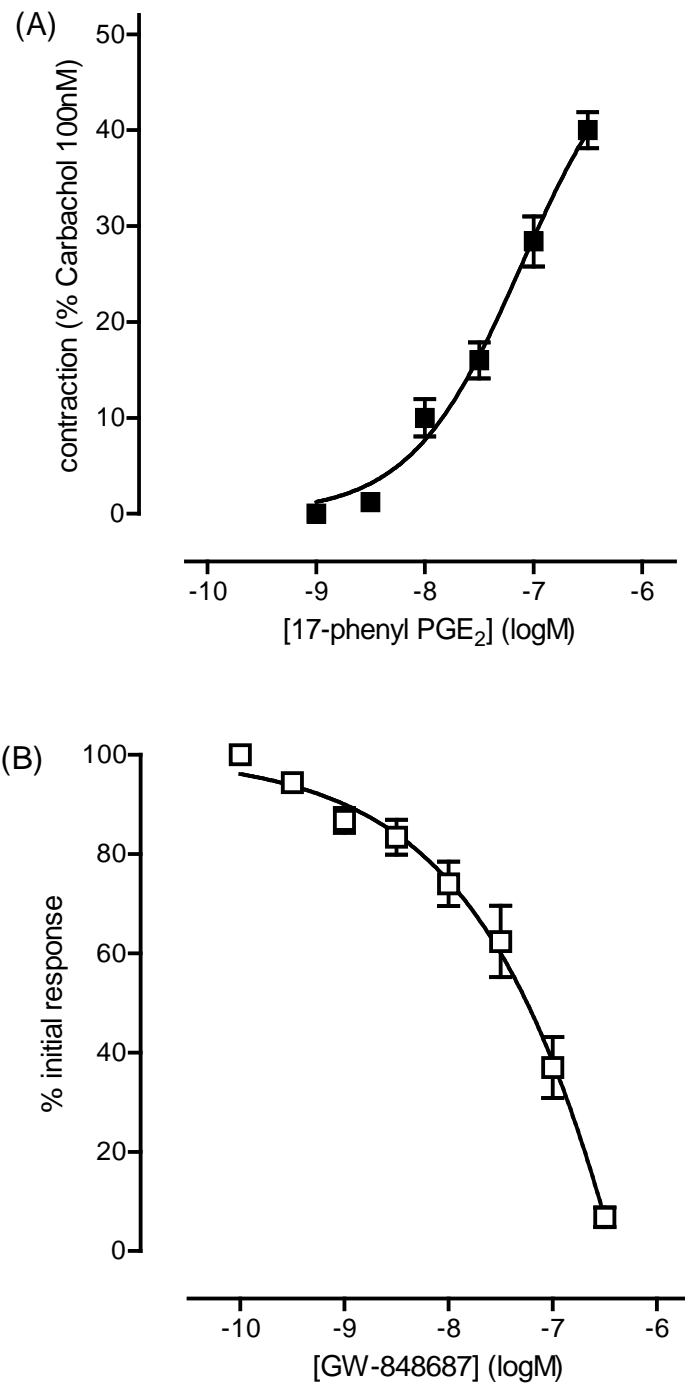 (A)
contraction (% Carbachol 100nM)
50
40
30
20
10
0
-10 -9 -8 -7 -6
[17-phenyl PGE₂] (logM)
(B)
% initial response
100
80
60
40
20
0
-10 -9 -8 -7 -6
[GW-848687] (logM)